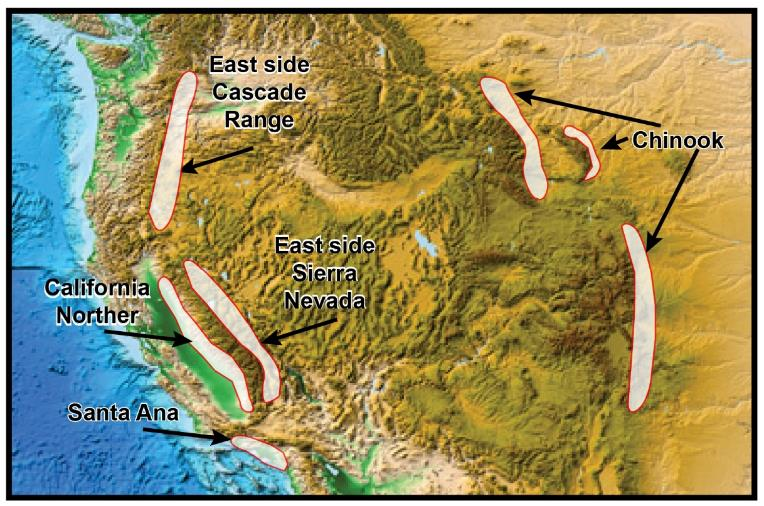 East side
Cascade
Range
Chinook
East side
Sierra
Nevada
California
Norther
Santa Ana